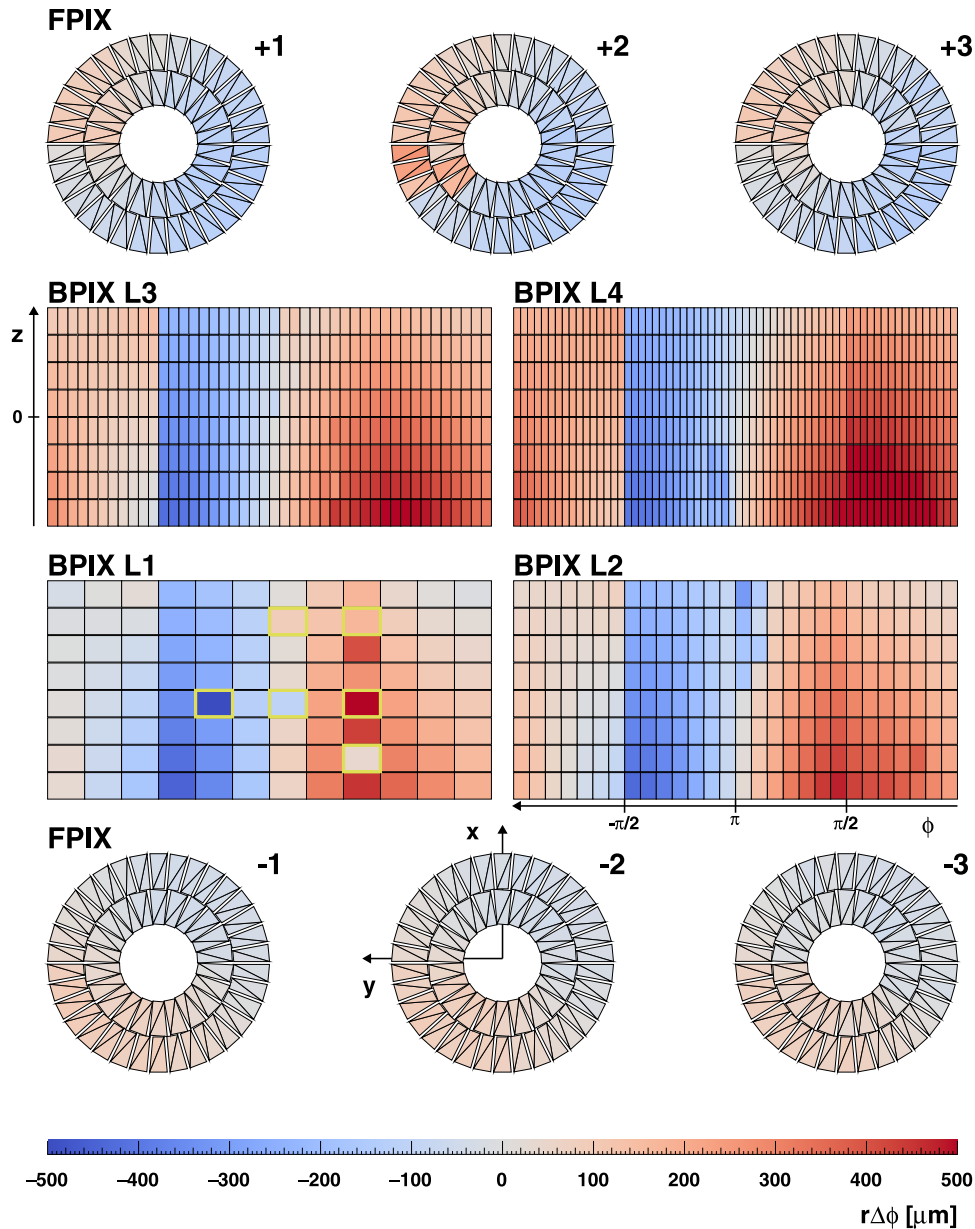 FPIX
+1 +2 +3
BPIX L3 BPIX L4
z
0
BPIX L1 BPIX L2
-π/2 π π/2 ϕ
FPIX
x
-1 -2 -3
y
−500 −400 −300 −200 −100 0 100 200 300 400 500
rΔϕ [μm]